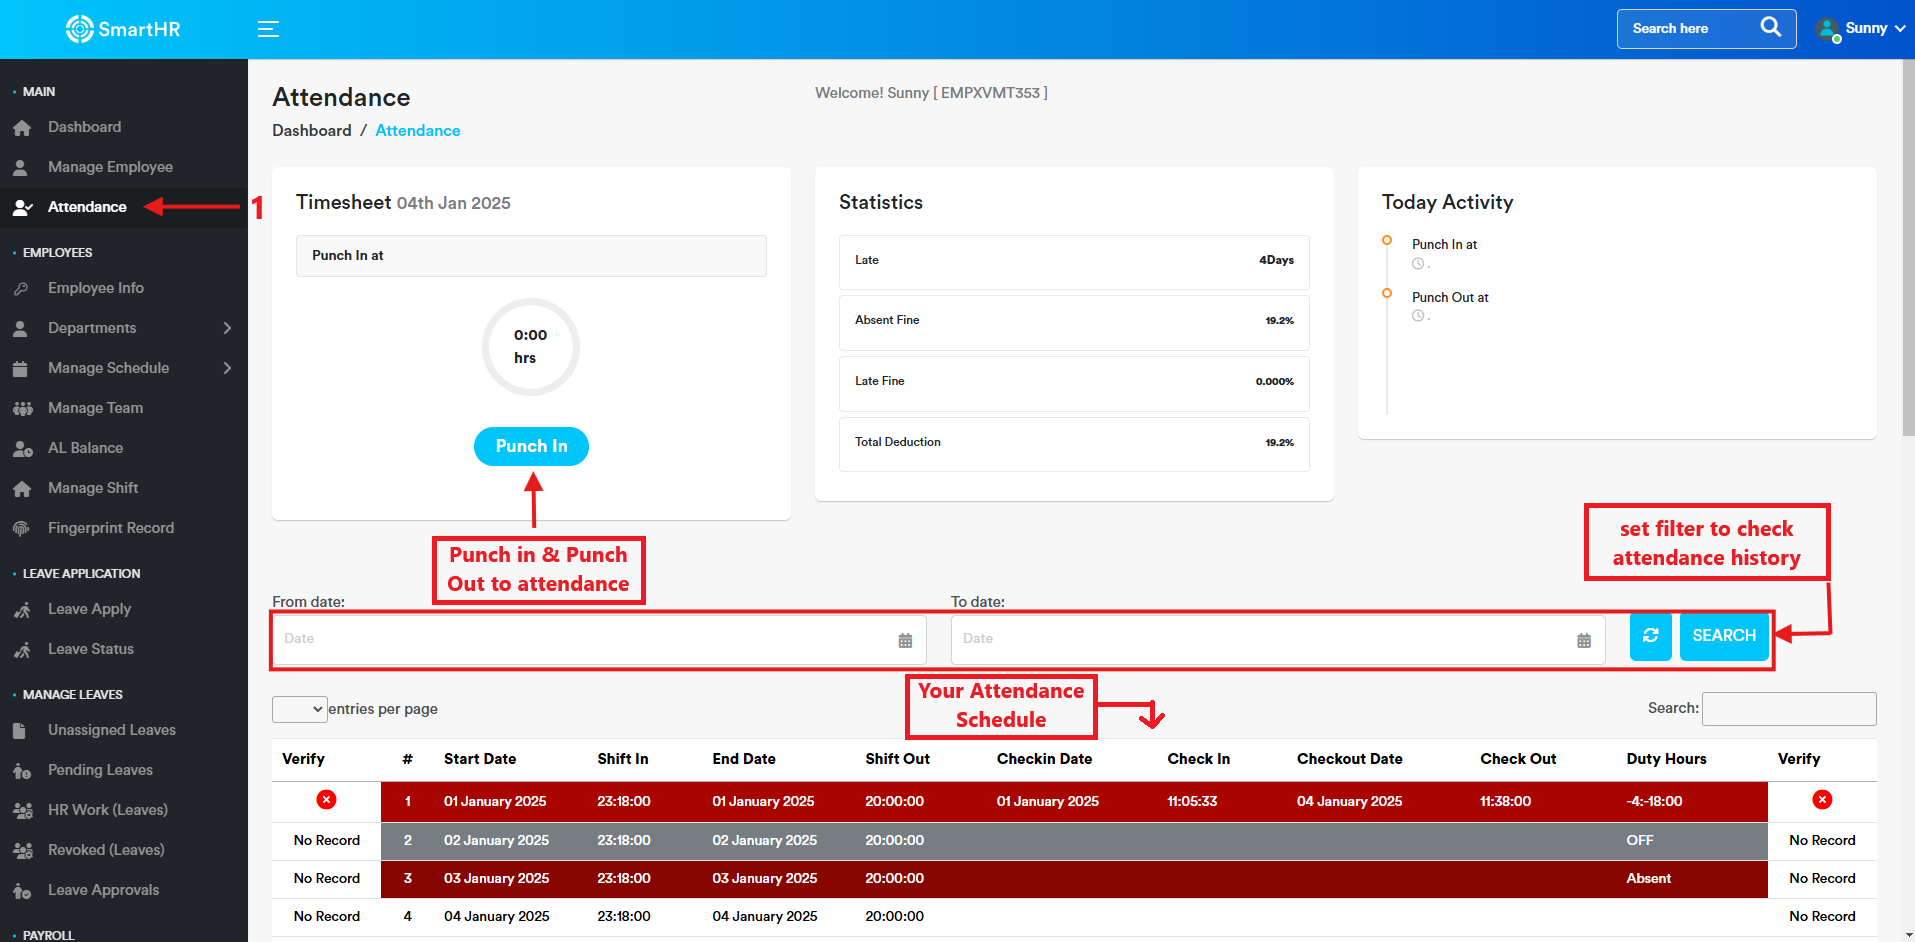 SmartHR
Search here
Sunny
MAIN
Dashboard
Manage Employee
Attendance
1
EMPLOYEES
Employee Info
Departments
Manage Schedule
Manage Team
AL Balance
Manage Shift
Fingerprint Record
LEAVE APPLICATION
Leave Apply
Leave Status
MANAGE LEAVES
Unassigned Leaves
Pending Leaves
HR Work (Leaves)
Revoked (Leaves)
Leave Approvals
PAYROLL
Attendance
Welcome! Sunny [ EMPXVMT353 ]
Dashboard / Attendance
Timesheet 04th Jan 2025
Punch In at
0:00
hrs
Punch In
Punch in & Punch
Out to attendance
Statistics
Late 4Days
Absent Fine 19.2%
Late Fine 0.000%
Total Deduction 19.2%
Today Activity
Punch In at
.
Punch Out at
.
set filter to check
attendance history
From date:
To date:
Date
Date
SEARCH
Your Attendance
Schedule
entries per page
Search:
Verify # Start Date Shift In End Date Shift Out Checkin Date Check In Checkout Date Check Out Duty Hours Verify
1 01 January 2025 23:18:00 01 January 2025 20:00:00 01 January 2025 11:05:33 04 January 2025 11:38:00 -4:-18:00
No Record 2 02 January 2025 23:18:00 02 January 2025 20:00:00 OFF No Record
No Record 3 03 January 2025 23:18:00 03 January 2025 20:00:00 Absent No Record
No Record 4 04 January 2025 23:18:00 04 January 2025 20:00:00 No Record